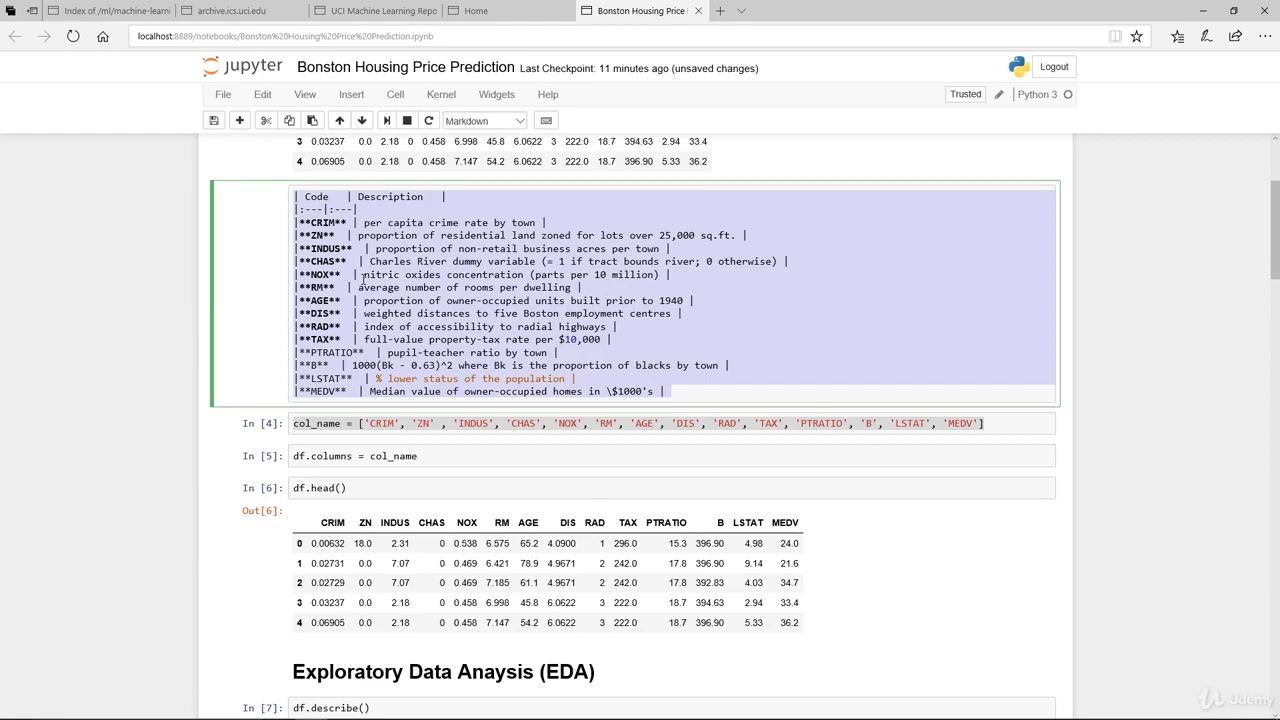 Index of /ml/machine-learni
archive.ics.uci.edu
UCI Machine Learning Repo
Home
Bonston Housing Price
localhost:8889/notebooks/Bonston%20Housing%20Price%20Prediction.ipynb
jupyter Bonston Housing Price Prediction Last Checkpoint: 11 minutes ago (unsaved changes)
Logout
File Edit View Insert Cell Kernel Widgets Help
Trusted
Python 3
Markdown
3 0.03237 0.0 2.18 0 0.458 6.998 45.8 6.0622 3 222.0 18.7 394.63 2.94 33.4
4 0.06905 0.0 2.18 0 0.458 7.147 54.2 6.0622 3 222.0 18.7 396.90 5.33 36.2
| Code | Description |
|:---|:---|
|**CRIM** | per capita crime rate by town |
|**ZN** | proportion of residential land zoned for lots over 25,000 sq.ft. |
|**INDUS** | proportion of non-retail business acres per town |
|**CHAS** | Charles River dummy variable (= 1 if tract bounds river; 0 otherwise) |
|**NOX** | nitric oxides concentration (parts per 10 million) |
|**RM** | average number of rooms per dwelling |
|**AGE** | proportion of owner-occupied units built prior to 1940 |
|**DIS** | weighted distances to five Boston employment centres |
|**RAD** | index of accessibility to radial highways |
|**TAX** | full-value property-tax rate per $10,000 |
|**PTRATIO** | pupil-teacher ratio by town |
|**B** | 1000(Bk - 0.63)^2 where Bk is the proportion of blacks by town |
|**LSTAT** | % lower status of the population |
|**MEDV** | Median value of owner-occupied homes in \$1000's |
In [4]: col_name = ['CRIM', 'ZN' , 'INDUS', 'CHAS', 'NOX', 'RM', 'AGE', 'DIS', 'RAD', 'TAX', 'PTRATIO', 'B', 'LSTAT', 'MEDV']
In [5]: df.columns = col_name
In [6]: df.head()
Out[6]:
CRIM ZN INDUS CHAS NOX RM AGE DIS RAD TAX PTRATIO B LSTAT MEDV
0 0.00632 18.0 2.31 0 0.538 6.575 65.2 4.0900 1 296.0 15.3 396.90 4.98 24.0
1 0.02731 0.0 7.07 0 0.469 6.421 78.9 4.9671 2 242.0 17.8 396.90 9.14 21.6
2 0.02729 0.0 7.07 0 0.469 7.185 61.1 4.9671 2 242.0 17.8 392.83 4.03 34.7
3 0.03237 0.0 2.18 0 0.458 6.998 45.8 6.0622 3 222.0 18.7 394.63 2.94 33.4
4 0.06905 0.0 2.18 0 0.458 7.147 54.2 6.0622 3 222.0 18.7 396.90 5.33 36.2
Exploratory Data Anaysis (EDA)
In [7]: df.describe()
Udemy